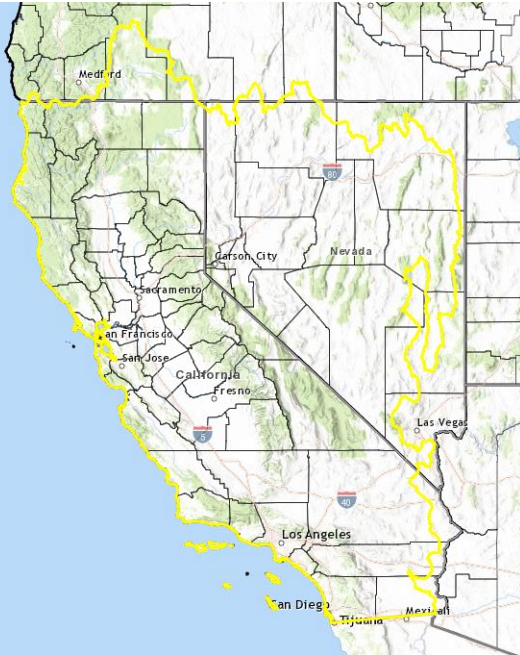 Medford
80
Carson City
Nevada
Sacramento
an Francisco
San Jose
California
Fresno
5
Las Vegas
40
Los Angeles
San Diego
Tijuana
Mexicali